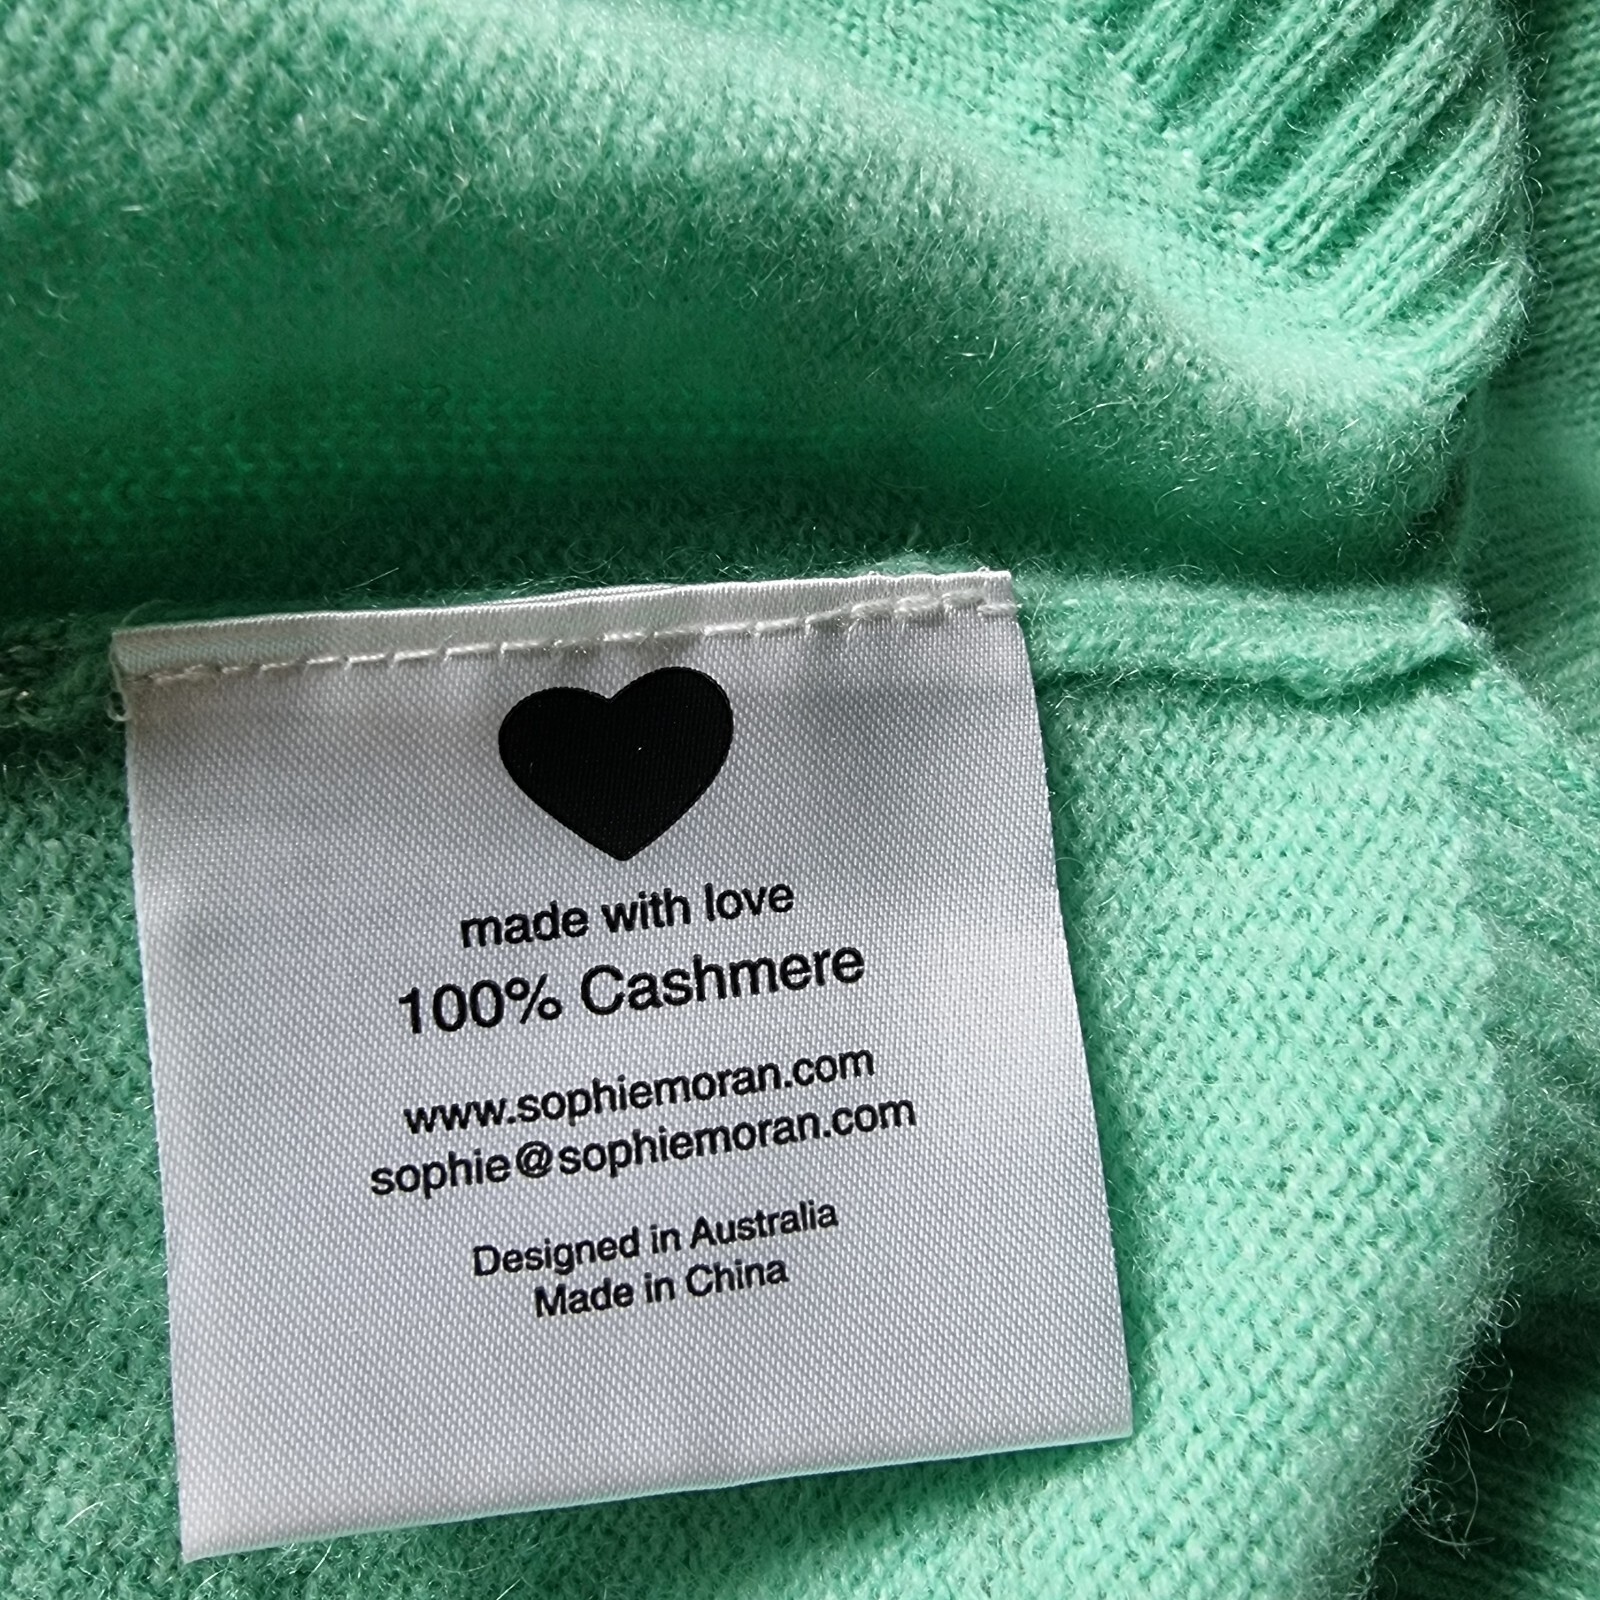 made with love
100% Cashmere
www.sophiemoran.com
sophie@sophiemoran.com
Designed in Australia
Made in China